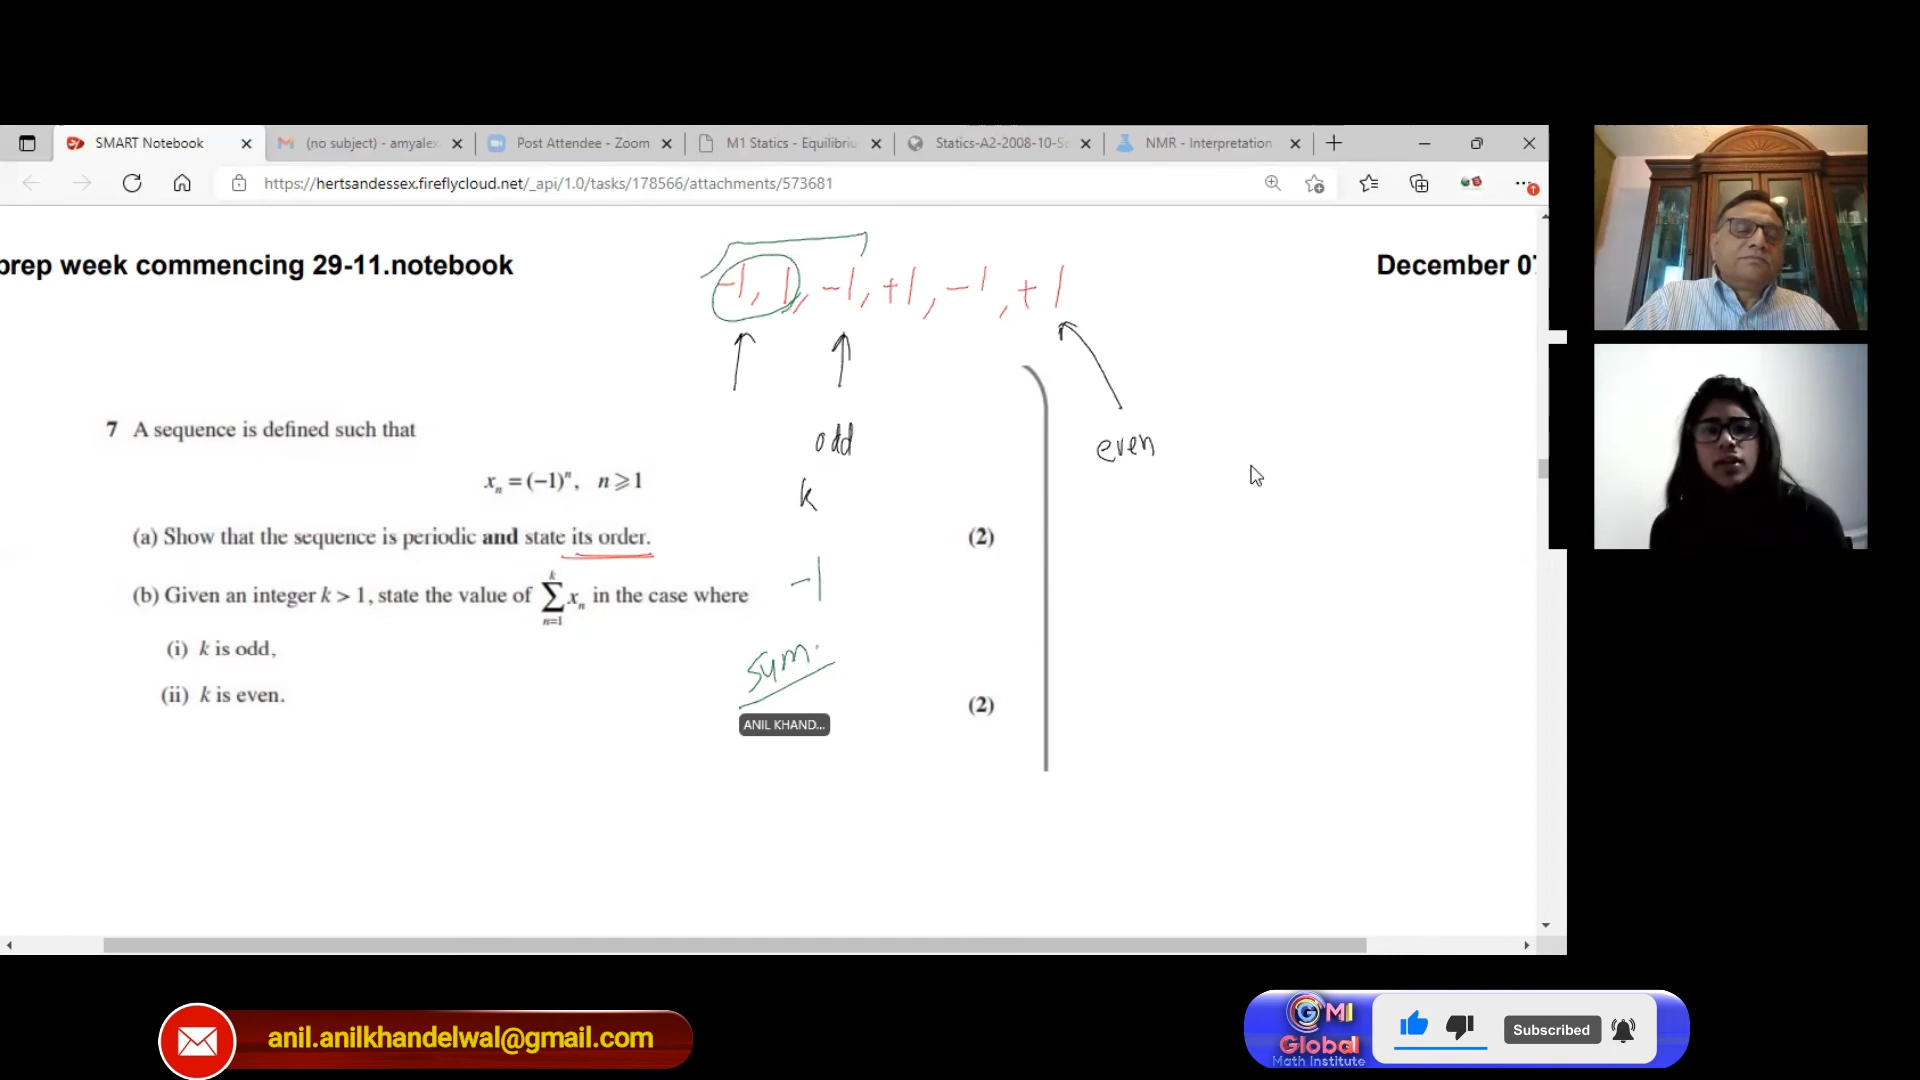 SMART Notebook
(no subject) - amyalex
Post Attendee - Zoom
M1 Statics - Equilibriu
Statics-A2-2008-10-Sc
NMR - Interpretation
https://hertsandessex.fireflycloud.net/_api/1.0/tasks/178566/attachments/573681
prep week commencing 29-11.notebook
December 07
-1, 1, -1, +1, -1, +1
odd
even
k
-1
sum.
7 A sequence is defined such that
xₙ = (−1)ⁿ, n ⩾ 1
(a) Show that the sequence is periodic and state its order. (2)
(b) Given an integer k > 1, state the value of ∑ₙ₌₁ᵏ xₙ in the case where
(i) k is odd,
(ii) k is even. (2)
ANIL KHAND...
anil.anilkhandelwal@gmail.com
GMI
Global
Math Institute
Subscribed